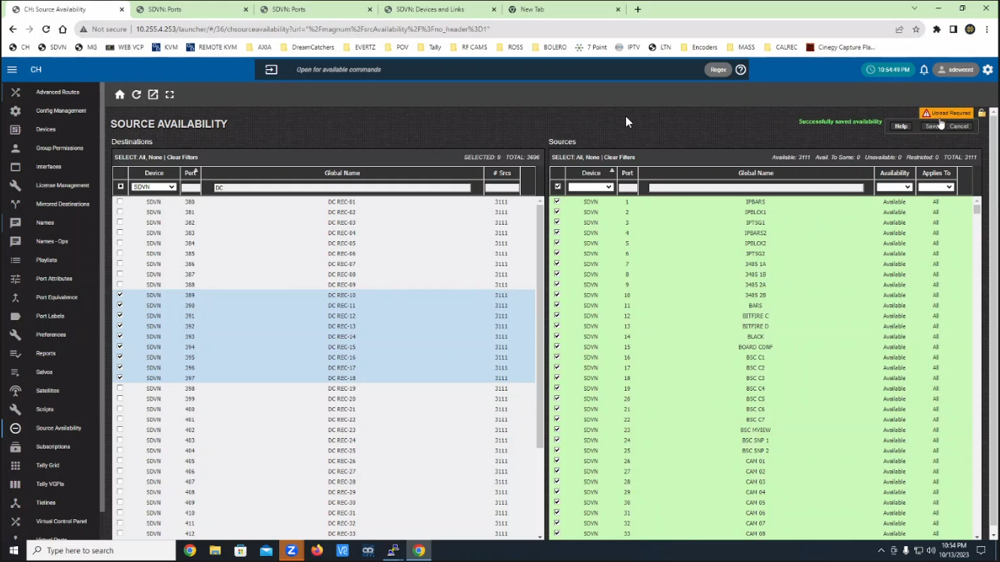 CH: Source Availability
SDVN: Ports
SDVN: Ports
SDVN: Devices and Links
New Tab
Not secure
10.255.4.253/launcher/#/36/chsourceavailability?url="%2Fmagnum%2FsrcAvailability%2F%3Fno_header%3D1"
CH SDVN MG WEB VCP KVM REMOTE KVM AXIA DreamCatchers EVERTZ POV Tally RF CAMS ROSS BOLERO 7 Point IPTV LTN Encoders MASS CALREC Cinegy Capture Pla...
CH
Open for available commands
Regex
10:54:49 PM
sdeweerd
Advanced Routes
Config Management
Devices
Group Permissions
Interfaces
License Management
Mirrored Destinations
Names
Names - Ops
Playlists
Port Attributes
Port Equivalence
Port Labels
Preferences
Reports
Salvos
Satellites
Scripts
Source Availability
Subscriptions
Tally Grid
Tally VGPIs
Tielines
Virtual Control Panel
SOURCE AVAILABILITY
Successfully saved availability
Upload Required
Help Save Cancel
Destinations
SELECT: All, None | Clear Filters SELECTED: 9 TOTAL: 3696
Device Port Global Name # Srcs
SDVN DC
SDVN 380 DC REC-01 3111
SDVN 381 DC REC-02 3111
SDVN 382 DC REC-03 3111
SDVN 383 DC REC-04 3111
SDVN 384 DC REC-05 3111
SDVN 385 DC REC-06 3111
SDVN 386 DC REC-07 3111
SDVN 387 DC REC-08 3111
SDVN 388 DC REC-09 3111
SDVN 389 DC REC-10 3111
SDVN 390 DC REC-11 3111
SDVN 391 DC REC-12 3111
SDVN 392 DC REC-13 3111
SDVN 393 DC REC-14 3111
SDVN 394 DC REC-15 3111
SDVN 395 DC REC-16 3111
SDVN 396 DC REC-17 3111
SDVN 397 DC REC-18 3111
SDVN 398 DC REC-19 3111
SDVN 399 DC REC-20 3111
SDVN 400 DC REC-21 3111
SDVN 401 DC REC-22 3111
SDVN 402 DC REC-23 3111
SDVN 403 DC REC-24 3111
SDVN 404 DC REC-25 3111
SDVN 405 DC REC-26 3111
SDVN 406 DC REC-27 3111
SDVN 407 DC REC-28 3111
SDVN 408 DC REC-29 3111
SDVN 409 DC REC-30 3111
SDVN 410 DC REC-31 3111
SDVN 411 DC REC-32 3111
SDVN 412 DC REC-33 3111
Sources
SELECT: All, None | Clear Filters Available: 3111 Avail. To Some: 0 Unavailable: 0 Restricted: 0 TOTAL: 3111
Device Port Global Name Availability Applies To
SDVN 1 IPBARS Available All
SDVN 2 IPBLCK1 Available All
SDVN 3 IPTSG1 Available All
SDVN 4 IPBARS2 Available All
SDVN 5 IPBLCK2 Available All
SDVN 6 IPTSG2 Available All
SDVN 7 3405 1A Available All
SDVN 8 3405 1B Available All
SDVN 9 3405 2A Available All
SDVN 10 3405 2B Available All
SDVN 11 BARS Available All
SDVN 12 BITFIRE C Available All
SDVN 13 BITFIRE D Available All
SDVN 14 BLACK Available All
SDVN 15 BOARD CONF Available All
SDVN 16 BSC C1 Available All
SDVN 17 BSC C2 Available All
SDVN 18 BSC C3 Available All
SDVN 19 BSC C4 Available All
SDVN 20 BSC C5 Available All
SDVN 21 BSC C6 Available All
SDVN 22 BSC C7 Available All
SDVN 23 BSC MVIEW Available All
SDVN 24 BSC SNP 1 Available All
SDVN 25 BSC SNP 2 Available All
SDVN 26 CAM 01 Available All
SDVN 27 CAM 02 Available All
SDVN 28 CAM 03 Available All
SDVN 29 CAM 04 Available All
SDVN 30 CAM 05 Available All
SDVN 31 CAM 06 Available All
SDVN 32 CAM 07 Available All
SDVN 33 CAM 08 Available All
Type here to search
10:54 PM
10/13/2023